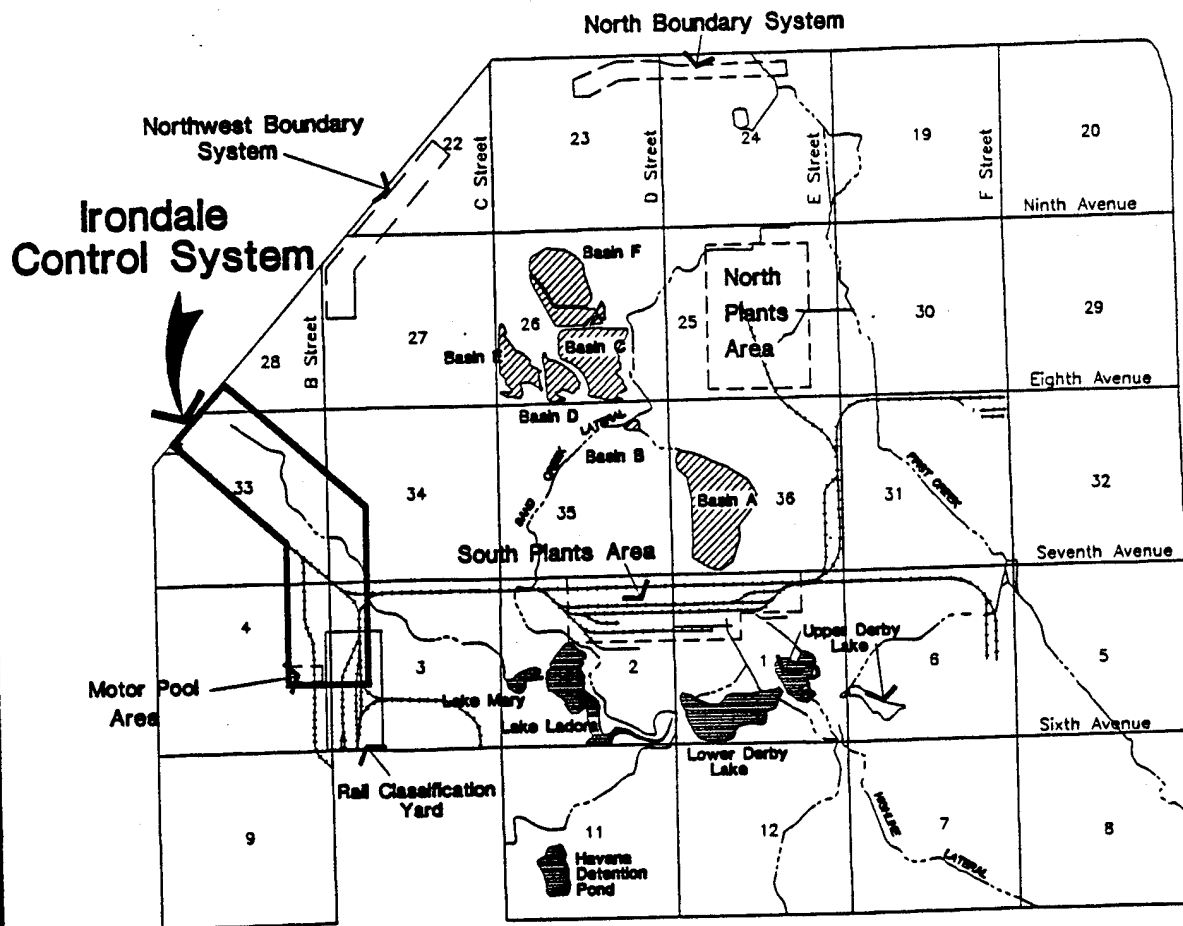 North Boundary System
Northwest Boundary
System
22
23
24
19
20
C Street
D Street
E Street
F Street
Ninth Avenue
Irondale
Control System
Basin F
North
Plants
Area
28
B Street
27
26
25
30
29
Basin E
Basin C
Eighth Avenue
Basin D
LATERAL
SAND CREEK
Basin B
FIRST CREEK
33
34
35
Basin A
36
31
32
South Plants Area
Seventh Avenue
4
3
2
1
Upper Derby
Lake
6
5
Motor Pool
Area
Lake Mary
Lake Ladora
Sixth Avenue
Lower Derby
Lake
Rail Classification
Yard
9
11
12
HIGHLINE
LATERAL
7
8
Havana
Detention
Pond